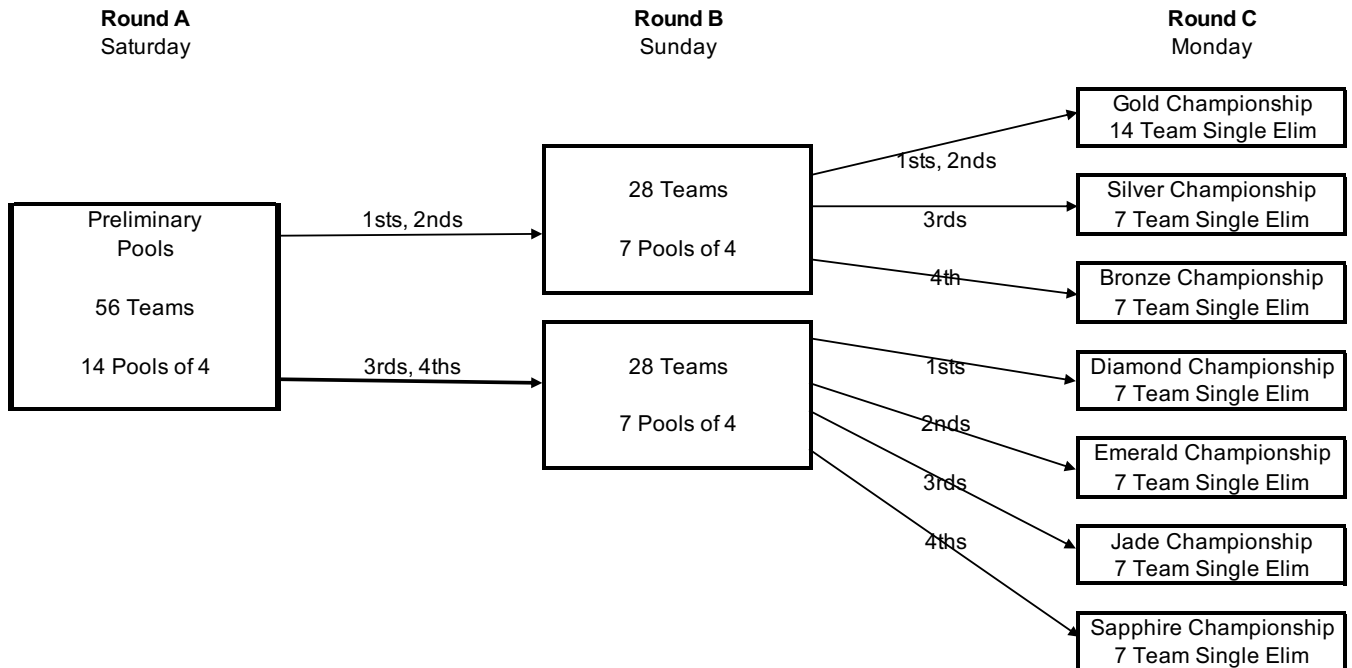 Round A
Saturday
Round B
Sunday
Round C
Monday
Preliminary
Pools
56 Teams
14 Pools of 4
1sts, 2nds
3rds, 4ths
28 Teams
7 Pools of 4
28 Teams
7 Pools of 4
1sts, 2nds
3rds
4th
1sts
2nds
3rds
4ths
Gold Championship
14 Team Single Elim
Silver Championship
7 Team Single Elim
Bronze Championship
7 Team Single Elim
Diamond Championship
7 Team Single Elim
Emerald Championship
7 Team Single Elim
Jade Championship
7 Team Single Elim
Sapphire Championship
7 Team Single Elim